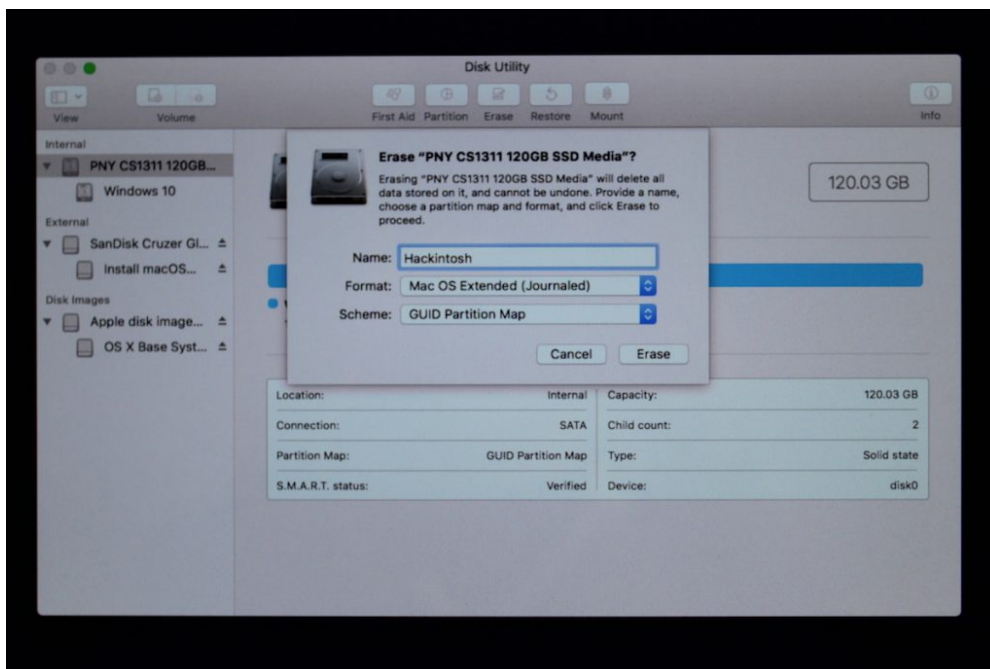 Disk Utility
View
Volume
First Aid
Partition
Erase
Restore
Mount
Info
Internal
PNY CS1311 120GB...
Windows 10
External
SanDisk Cruzer Gl...
Install macOS...
Disk Images
Apple disk image...
OS X Base Syst...
120.03 GB
Erase “PNY CS1311 120GB SSD Media”?
Erasing “PNY CS1311 120GB SSD Media” will delete all
data stored on it, and cannot be undone. Provide a name,
choose a partition map and format, and click Erase to
proceed.
Name: Hackintosh
Format: Mac OS Extended (Journaled)
Scheme: GUID Partition Map
Cancel
Erase
Location: Internal
Capacity: 120.03 GB
Connection: SATA
Child count: 2
Partition Map: GUID Partition Map
Type: Solid state
S.M.A.R.T. status: Verified
Device: disk0